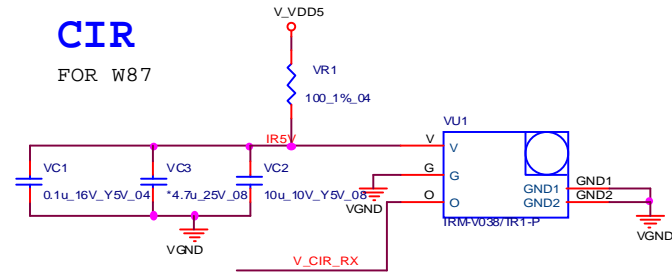 CIR
FOR W87
V_VDD5
VR1
100_1%_04
IR5V
VC1
0.1u_16V_Y5V_04
VC3
*4.7u_25V_08
VC2
10u_10V_Y5V_08
VGND
VU1
V
V
G
G
O
O
GND1
GND1
GND2
GND2
IRM-V038/TR1-P
VGND
VGND
V_CIR_RX